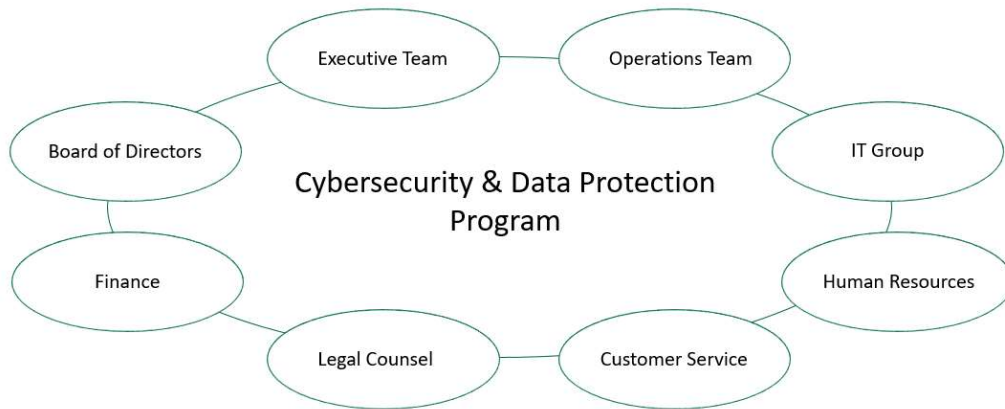 Executive Team
Operations Team
Board of Directors
IT Group
Cybersecurity & Data Protection
Program
Finance
Human Resources
Legal Counsel
Customer Service